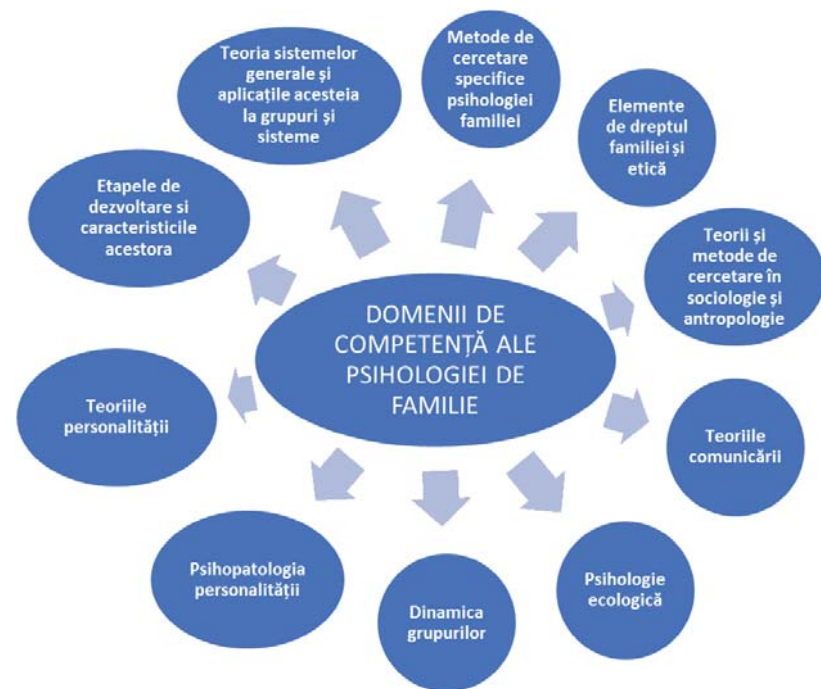 Teoria sistemelor
generale și
aplicațile acesteia
la grupuri și
sisteme
Metode de
cercetare
specifice
psihologiei
familiei
Elemente
de dreptul
familiei și
etică
Etapele de
dezvoltare si
caracteristicile
acestora
Teorii și
metode de
cercetare în
sociologie și
antropologie
DOMENII DE
COMPETENȚĂ ALE
PSIHOLOGIEI DE
FAMILIE
Teoriile
personalității
Teoriile
comunicării
Psihopatologia
personalității
Dinamica
grupurilor
Psihologie
ecologică